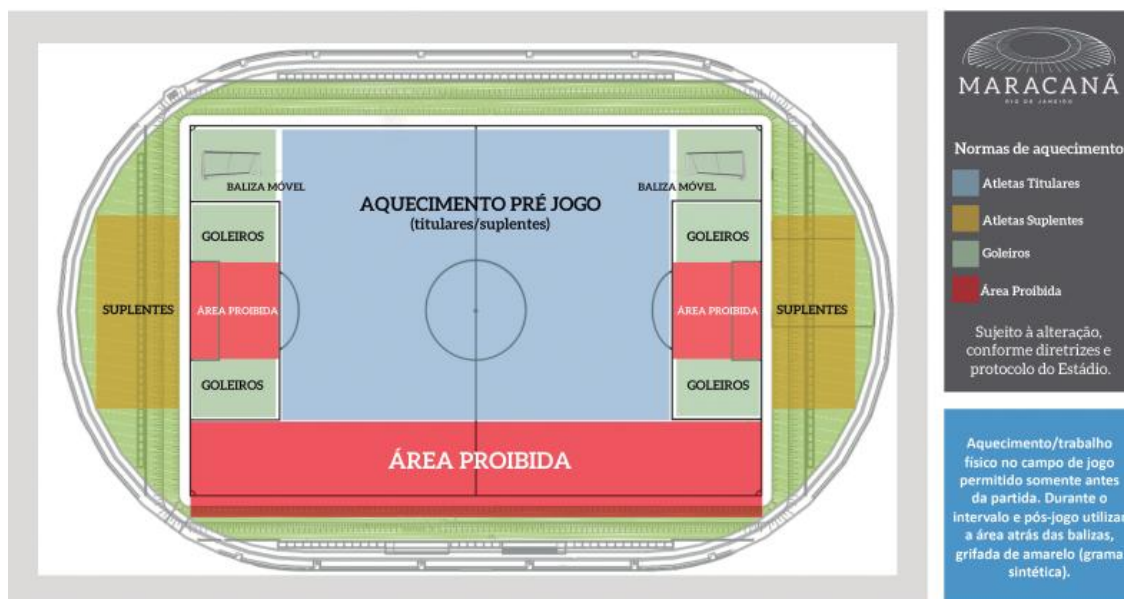 MARACANÃ
RIO DE JANEIRO
Normas de aquecimento
Atletas Titulares
Atletas Suplentes
Goleiros
Área Proibida
Sujeito à alteração,
conforme diretrizes e
protocolo do Estádio.
BALIZA MÓVEL
BALIZA MÓVEL
AQUECIMENTO PRÉ JOGO
(titulares/suplentes)
GOLEIROS
GOLEIROS
SUPLENTES
ÁREA PROIBIDA
ÁREA PROIBIDA
SUPLENTES
GOLEIROS
GOLEIROS
ÁREA PROIBIDA
Aquecimento/trabalho
físico no campo de jogo
permitido somente antes
da partida. Durante o
intervalo e pós-jogo utilizar
a área atrás das balizas,
grifada de amarelo (grama
sintética).